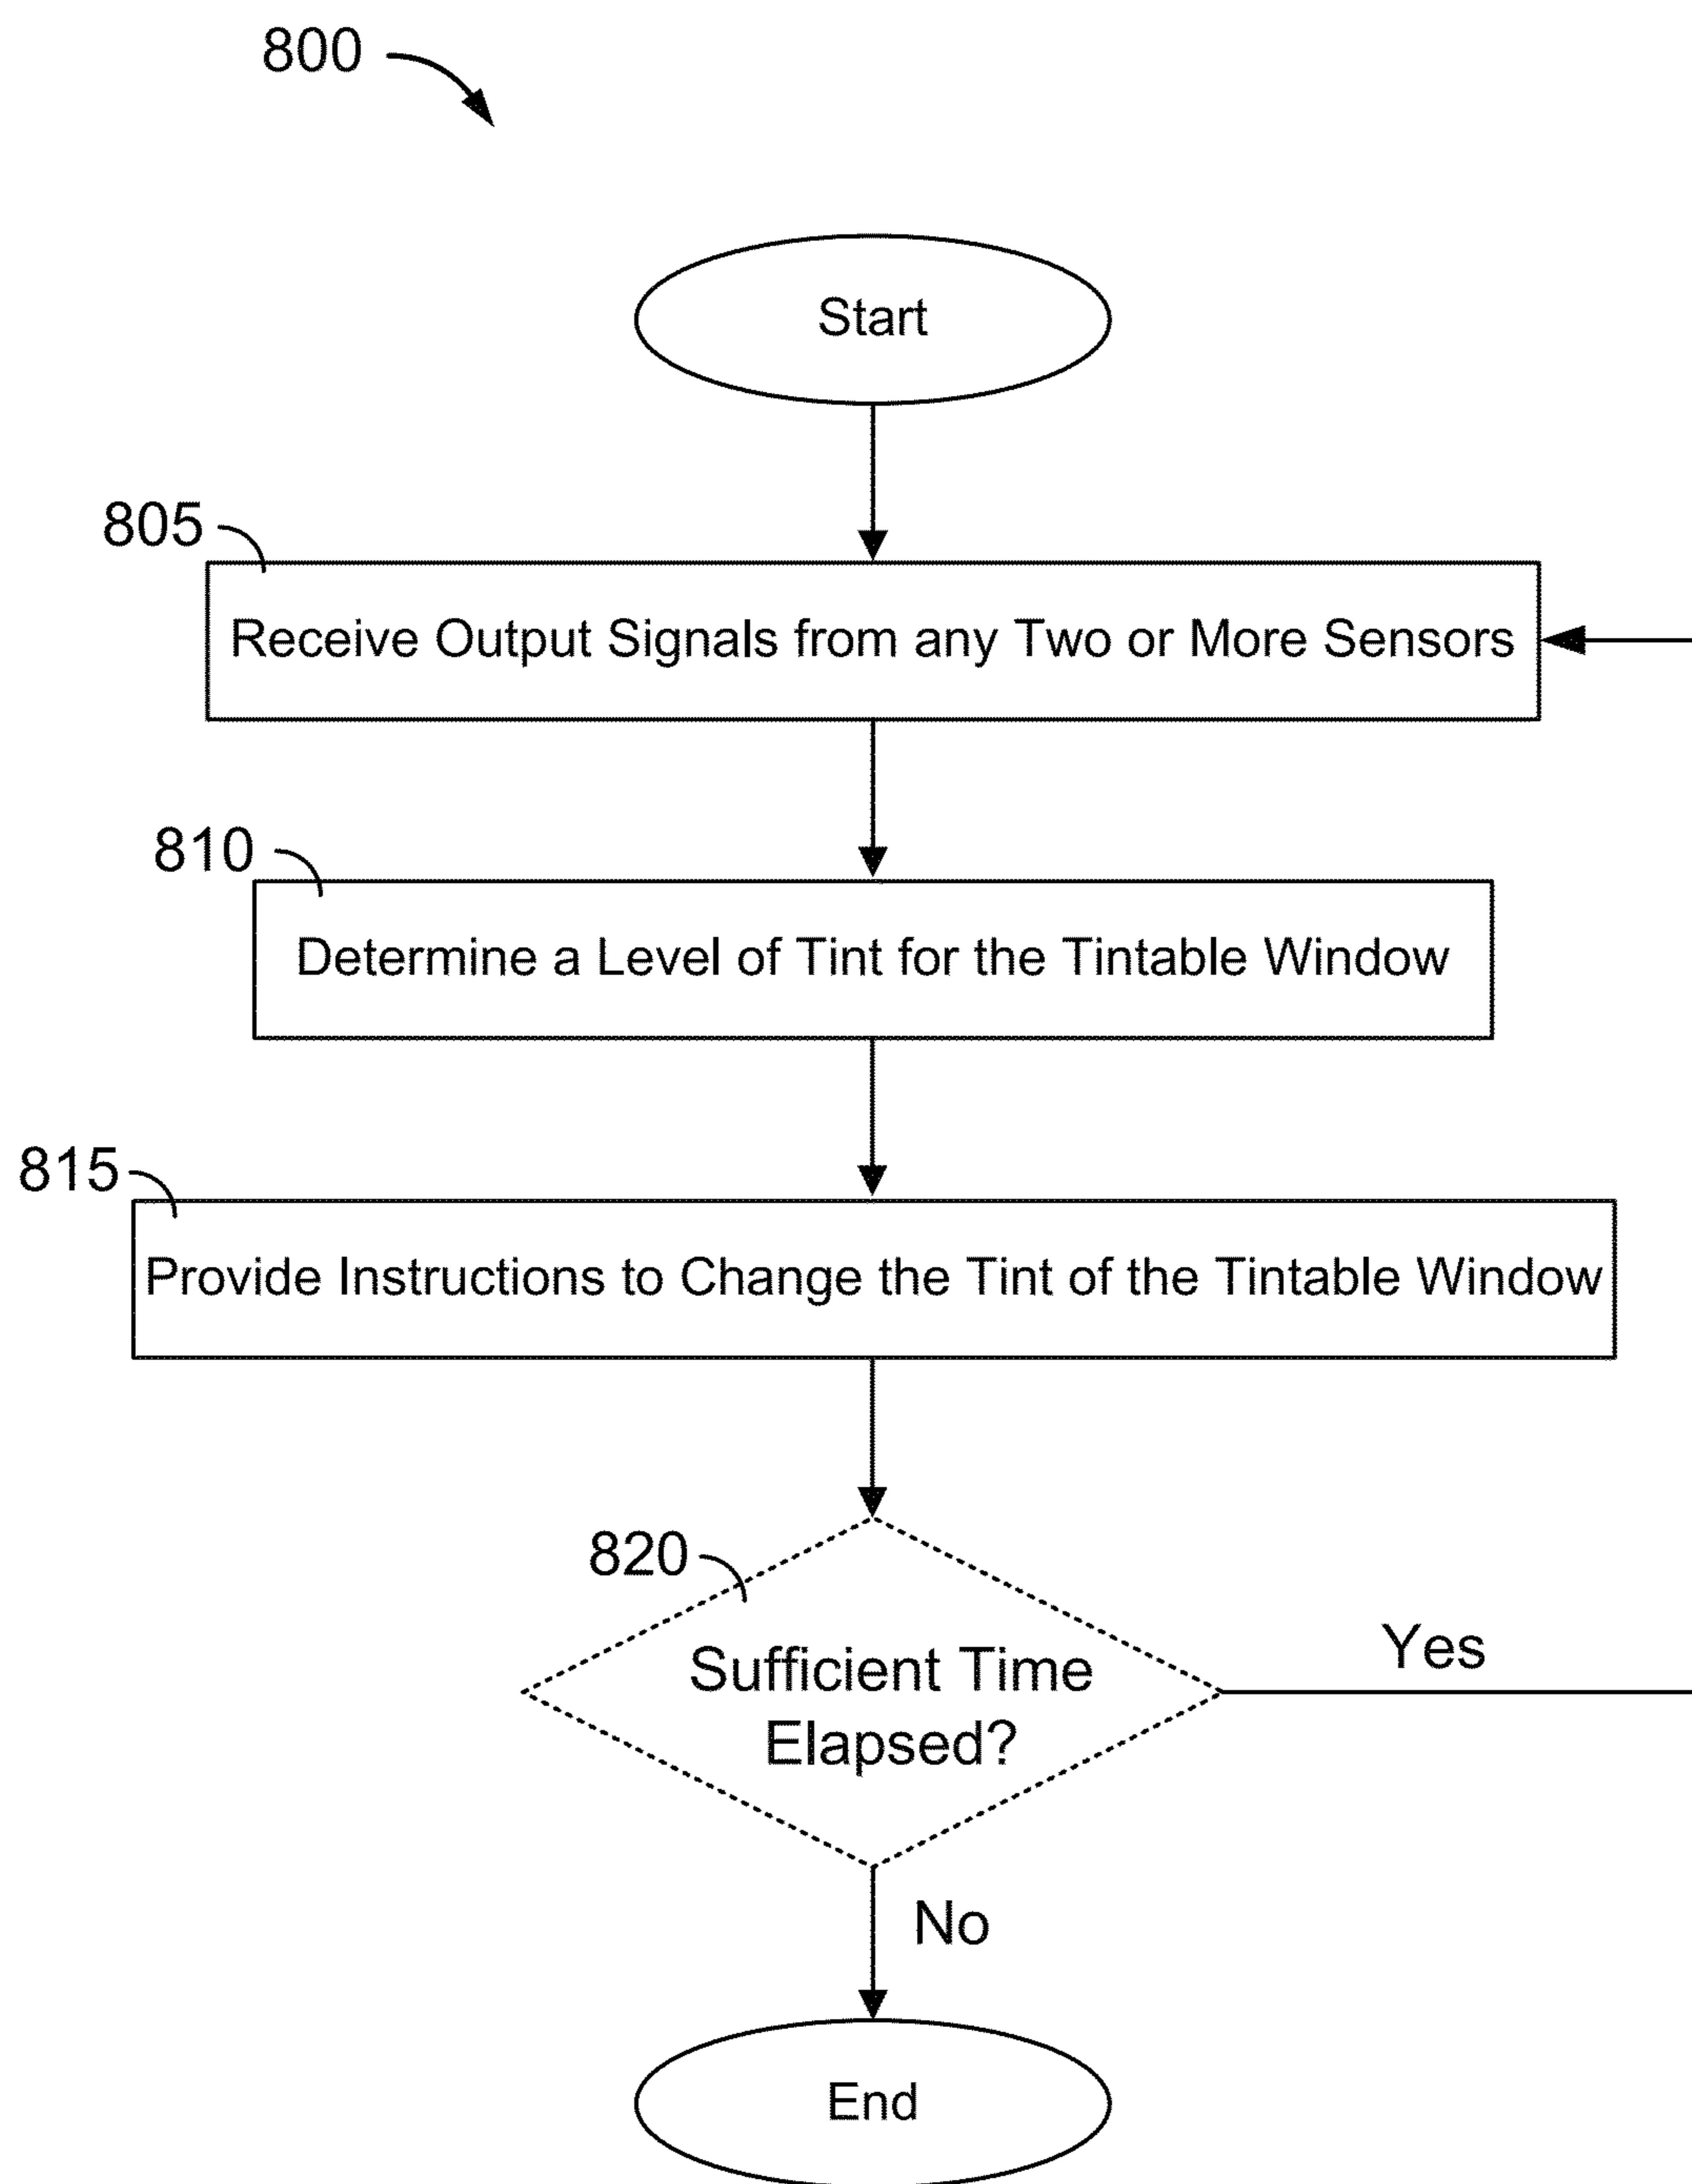 800
Start
805
Receive Output Signals from any Two or More Sensors
810
Determine a Level of Tint for the Tintable Window
815
Provide Instructions to Change the Tint of the Tintable Window
820
Sufficient Time
Elapsed?
Yes
No
End